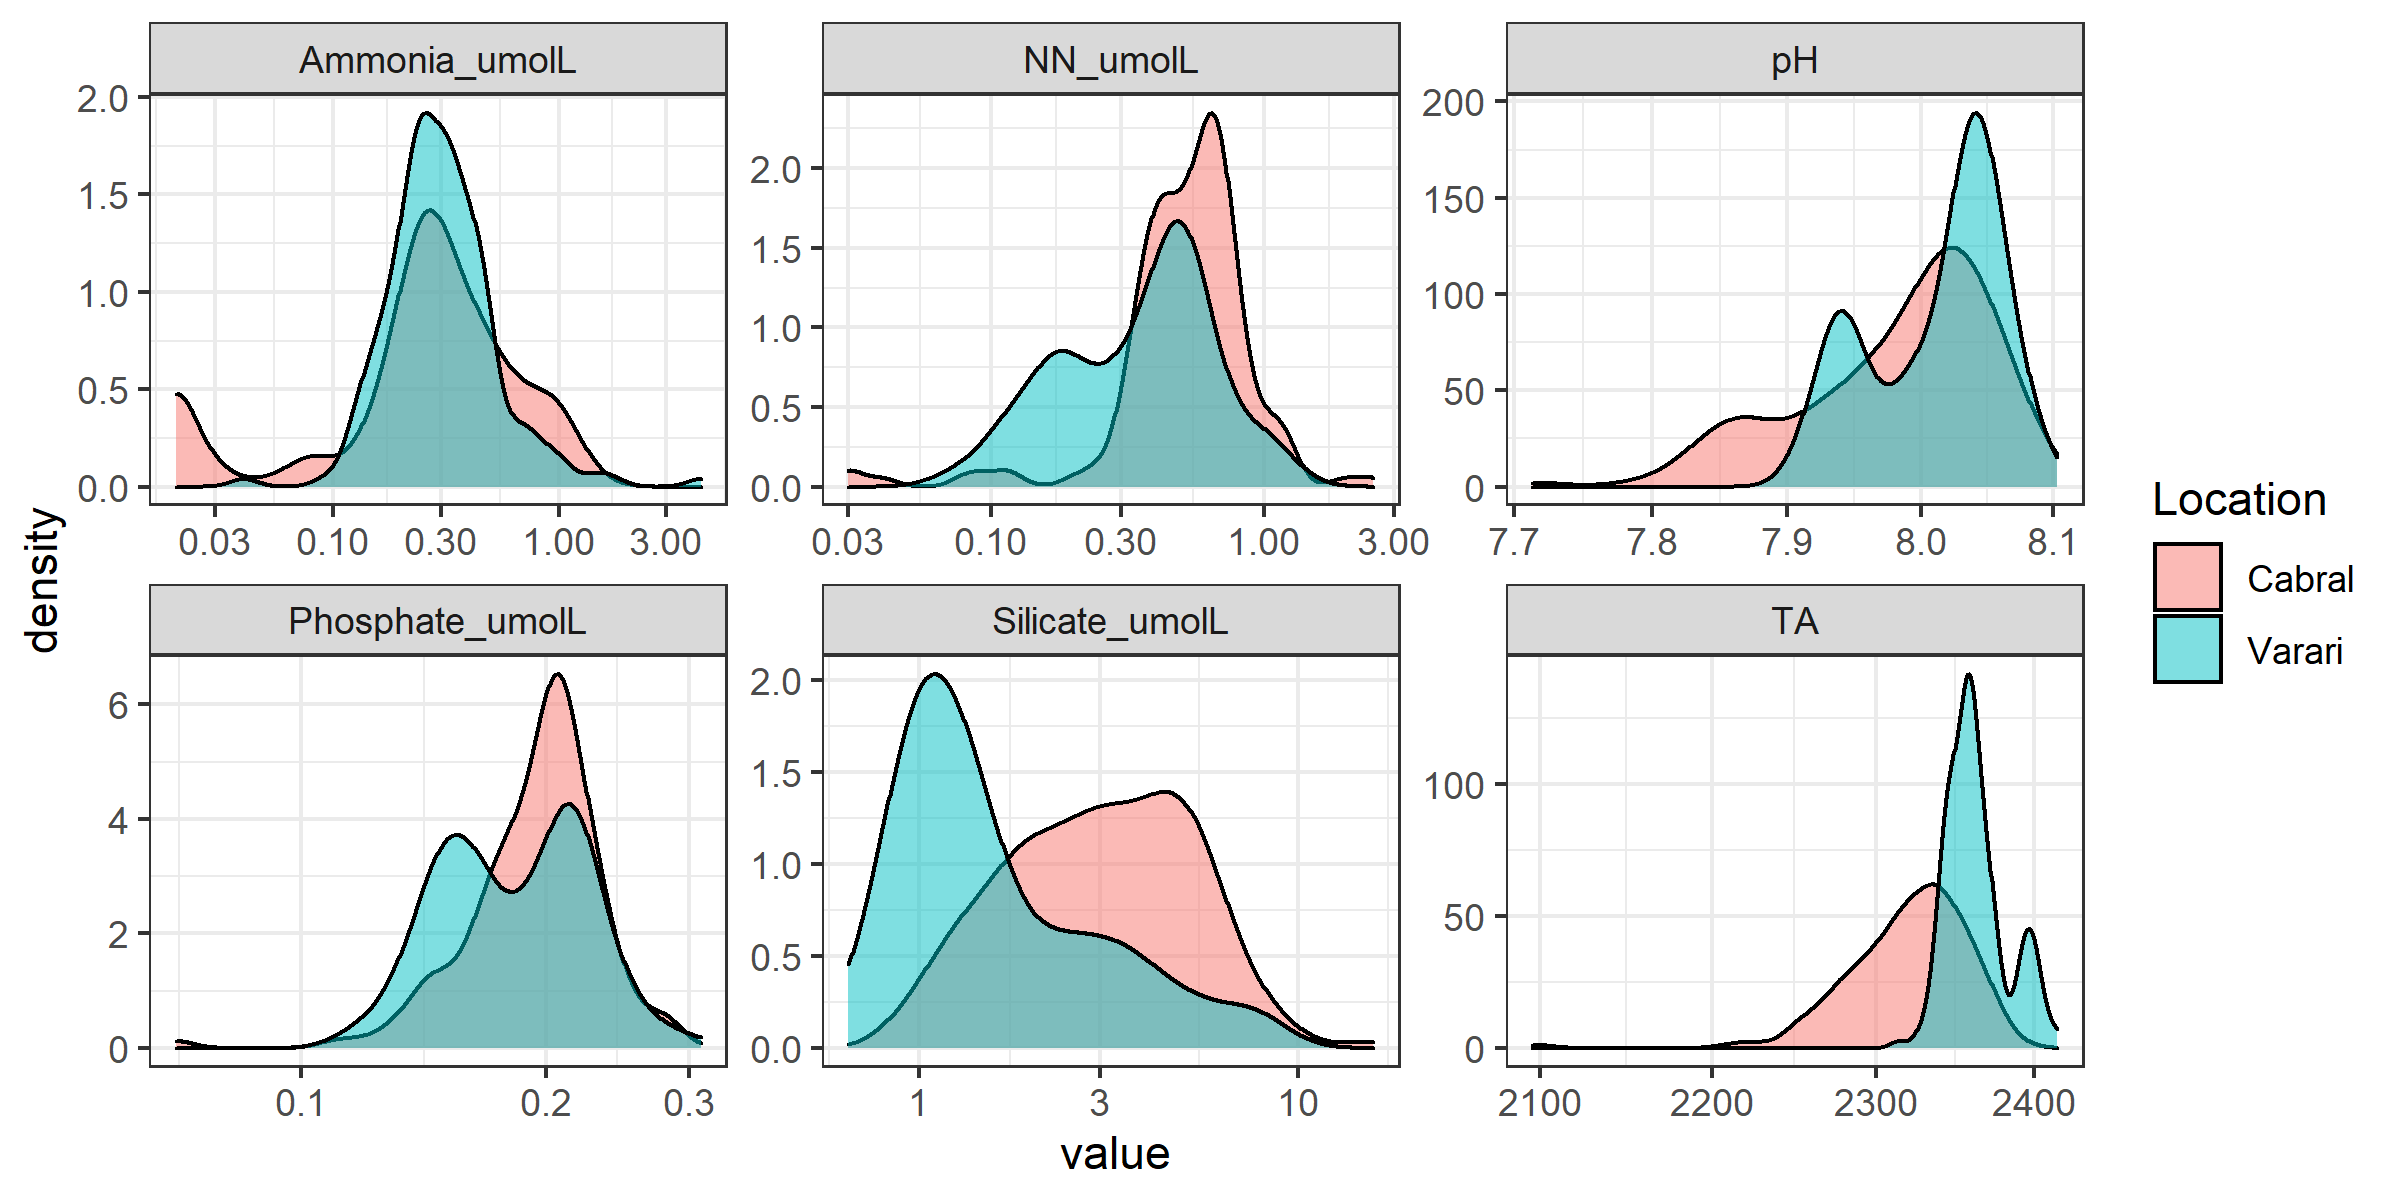 Ammonia_umolL NN_umolL pH
2.0
1.5
1.0
0.5
0.0
0.03 0.10 0.30 1.00 3.00
2.0
1.5
1.0
0.5
0.0
0.03 0.10 0.30 1.00 3.00
200
150
100
50
0
7.7 7.8 7.9 8.0 8.1
Phosphate_umolL Silicate_umolL TA
6
4
2
0
0.1 0.2 0.3
2.0
1.5
1.0
0.5
0.0
1 3 10
100
50
0
2100 2200 2300 2400
density
value
Location
Cabral
Varari